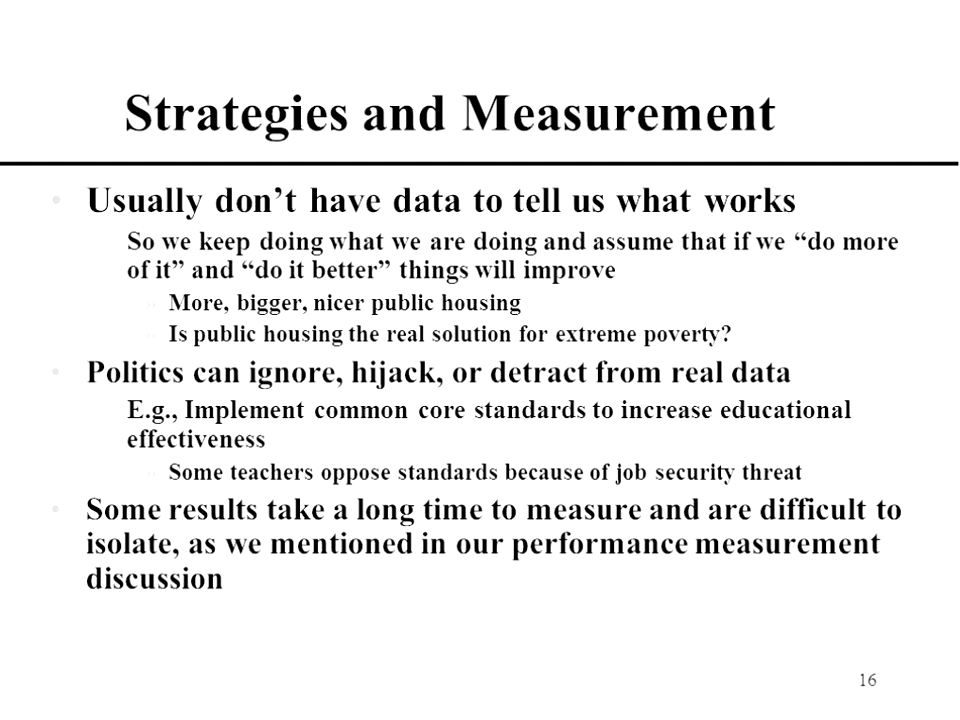 Strategies and Measurement
• Usually don’t have data to tell us what works
So we keep doing what we are doing and assume that if we “do more
of it” and “do it better” things will improve
» More, bigger, nicer public housing
» Is public housing the real solution for extreme poverty?
• Politics can ignore, hijack, or detract from real data
E.g., Implement common core standards to increase educational
effectiveness
» Some teachers oppose standards because of job security threat
• Some results take a long time to measure and are difficult to
isolate, as we mentioned in our performance measurement
discussion
16